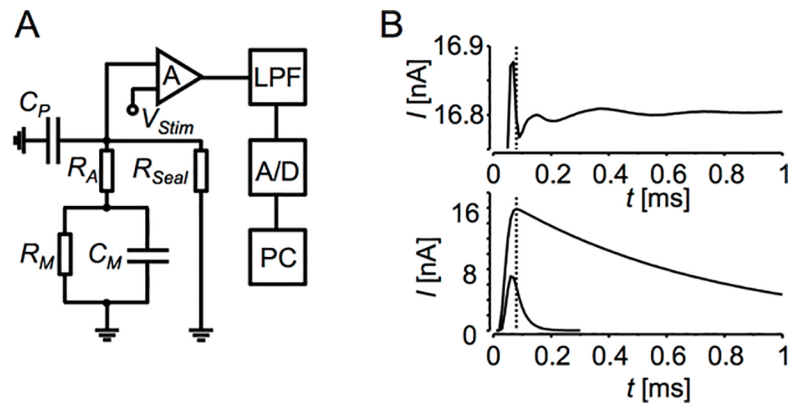 A
B
A
LPF
C_P
V_Stim
R_A
R_Seal
A/D
R_M
C_M
PC
I [nA]
16.9
16.8
0 0.2 0.4 0.6 0.8 1
t [ms]
I [nA]
16
8
0
0 0.2 0.4 0.6 0.8 1
t [ms]